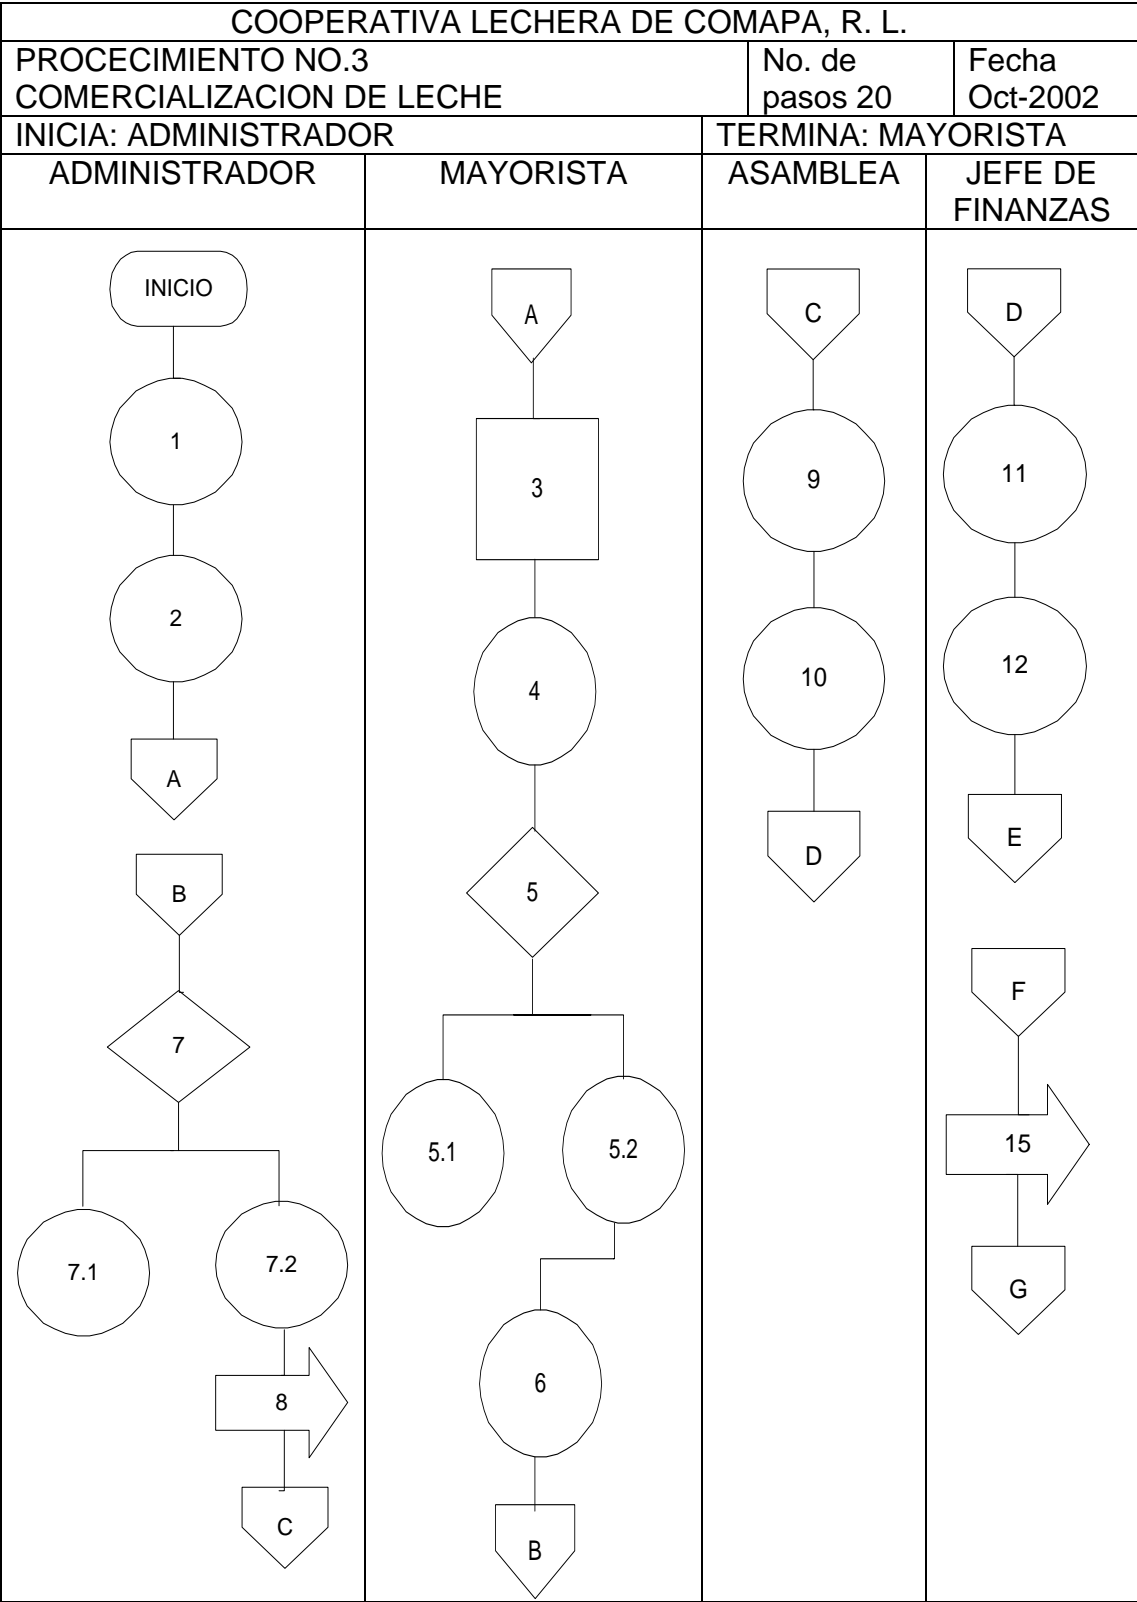 COOPERATIVA LECHERA DE COMAPA, R. L.
PROCECIMIENTO NO.3
COMERCIALIZACION DE LECHE
No. de
pasos 20
Fecha
Oct-2002
INICIA: ADMINISTRADOR
TERMINA: MAYORISTA
ADMINISTRADOR
MAYORISTA
ASAMBLEA
JEFE DE
FINANZAS
INICIO
1
2
A
B
7
7.1
7.2
8
C
A
3
4
5
5.1
5.2
6
B
C
9
10
D
D
11
12
E
F
15
G